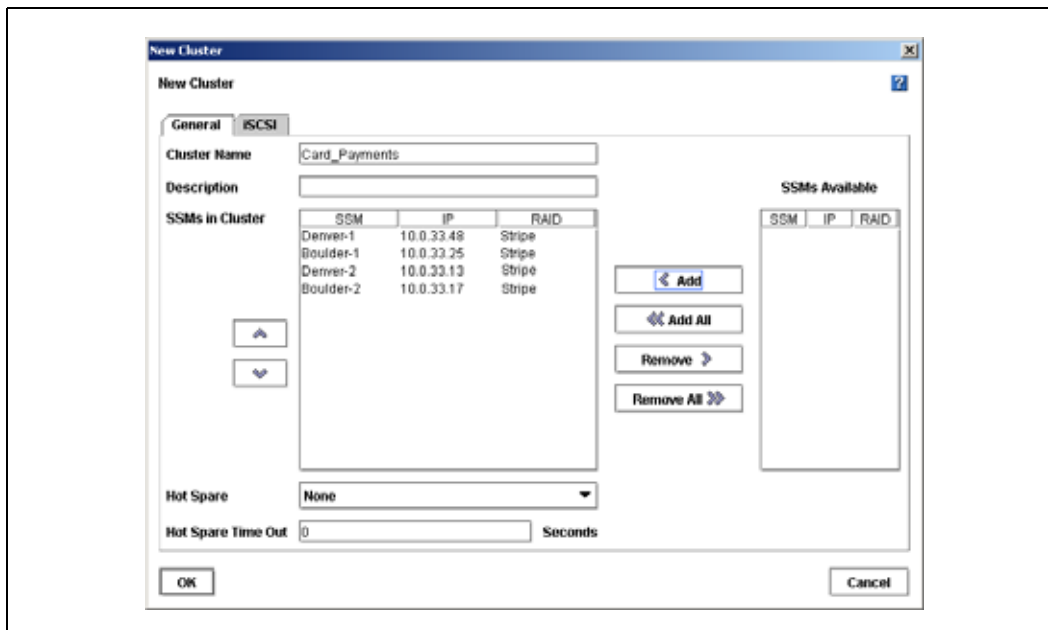 New Cluster
New Cluster
General iSCSI
Cluster Name Card_Payments
Description
SSMs Available
SSMs in Cluster SSM IP RAID SSM IP RAID
Denver-1 10.0.33.48 Stripe
Boulder-1 10.0.33.25 Stripe
Denver-2 10.0.33.13 Stripe
Boulder-2 10.0.33.17 Stripe
Add
Add All
Remove
Remove All
Hot Spare None
Hot Spare Time Out 0 Seconds
OK Cancel